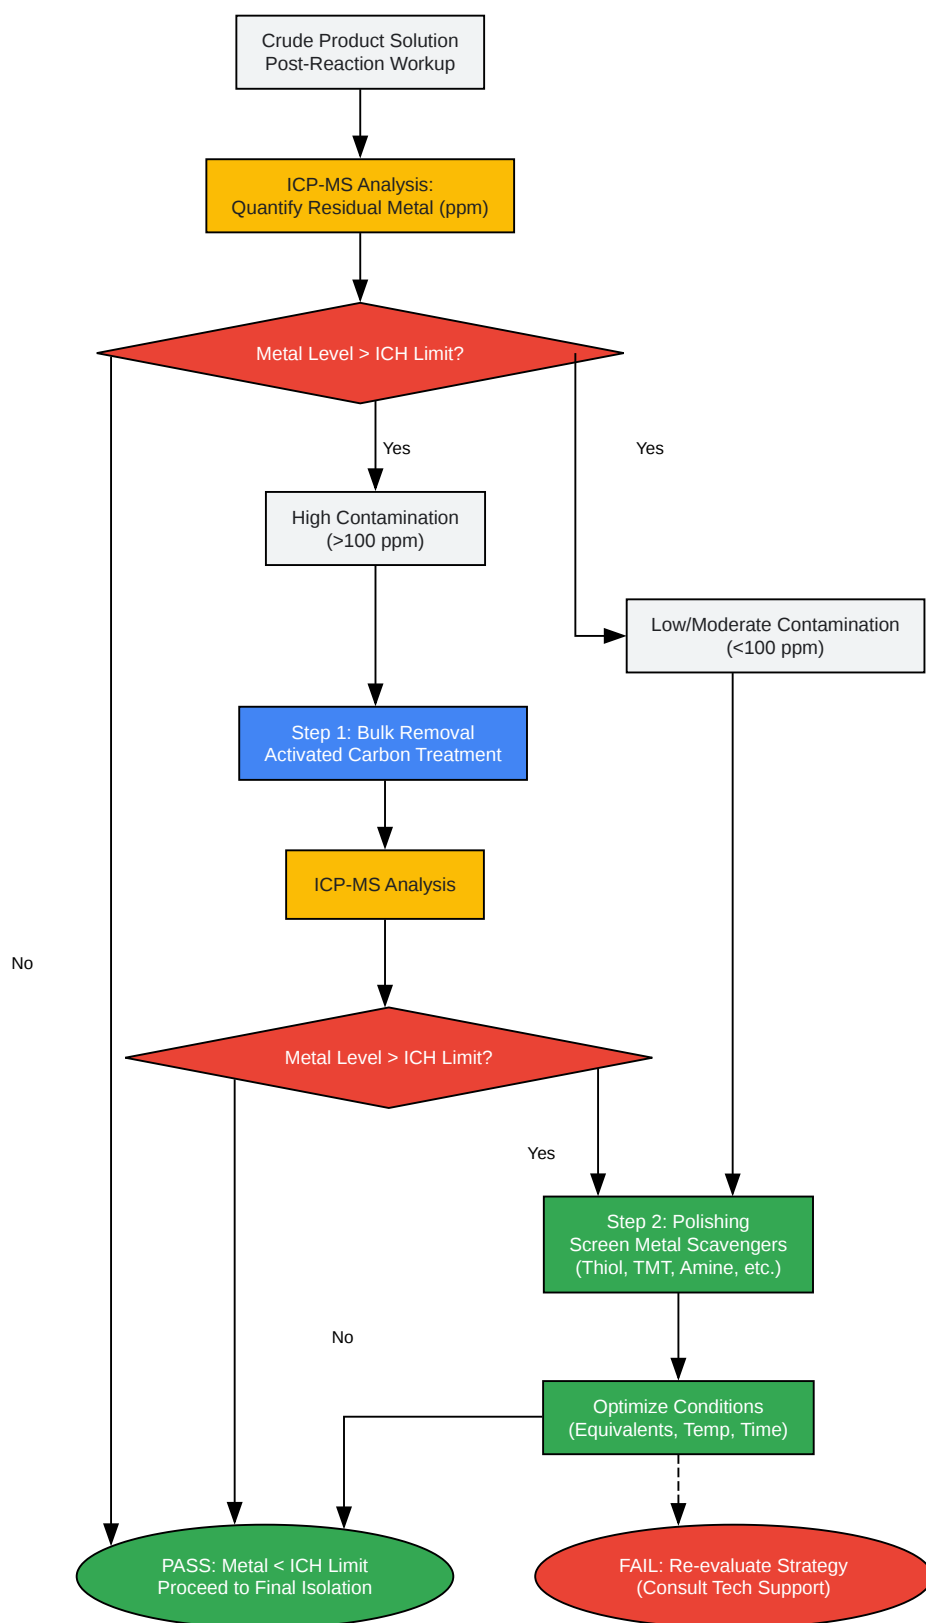 Crude Product Solution
Post-Reaction Workup
ICP-MS Analysis:
Quantify Residual Metal (ppm)
Metal Level > ICH Limit?
Yes
Yes
High Contamination
(>100 ppm)
Low/Moderate Contamination
(<100 ppm)
Step 1: Bulk Removal
Activated Carbon Treatment
ICP-MS Analysis
No
Metal Level > ICH Limit?
Yes
Step 2: Polishing
Screen Metal Scavengers
(Thiol, TMT, Amine, etc.)
No
Optimize Conditions
(Equivalents, Temp, Time)
PASS: Metal < ICH Limit
Proceed to Final Isolation
FAIL: Re-evaluate Strategy
(Consult Tech Support)